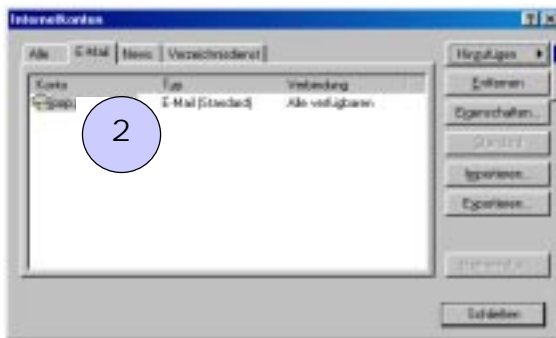 Internetkonten
Alle E-Mail News Verzeichnisdienst
Hinzufügen
Konto Typ Verbindung
E-Mail (Standard) Alle verfügbaren
2
Entfernen
Eigenschaften...
Standard
Importieren...
Exportieren...
Schließen